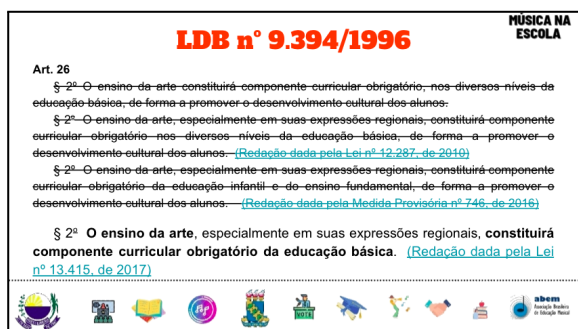 MÚSICA NA
ESCOLA
LDB nº 9.394/1996
Art. 26
§ 2º O ensino da arte constituirá componente curricular obrigatório, nos diversos níveis da
educação básica, de forma a promover o desenvolvimento cultural dos alunos.
§ 2º O ensino da arte, especialmente em suas expressões regionais, constituirá componente
curricular obrigatório nos diversos níveis da educação básica, de forma a promover o
desenvolvimento cultural dos alunos. (Redação dada pela Lei nº 12.287, de 2010)
§ 2º O ensino da arte, especialmente em suas expressões regionais, constituirá componente
curricular obrigatório da educação infantil e do ensino fundamental, de forma a promover o
desenvolvimento cultural dos alunos. (Redação dada pela Medida Provisória nº 746, de 2016)
§ 2º O ensino da arte, especialmente em suas expressões regionais, constituirá
componente curricular obrigatório da educação básica. (Redação dada pela Lei
nº 13.415, de 2017)
VOTE
abem
Associação Brasileira
de Educação Musical